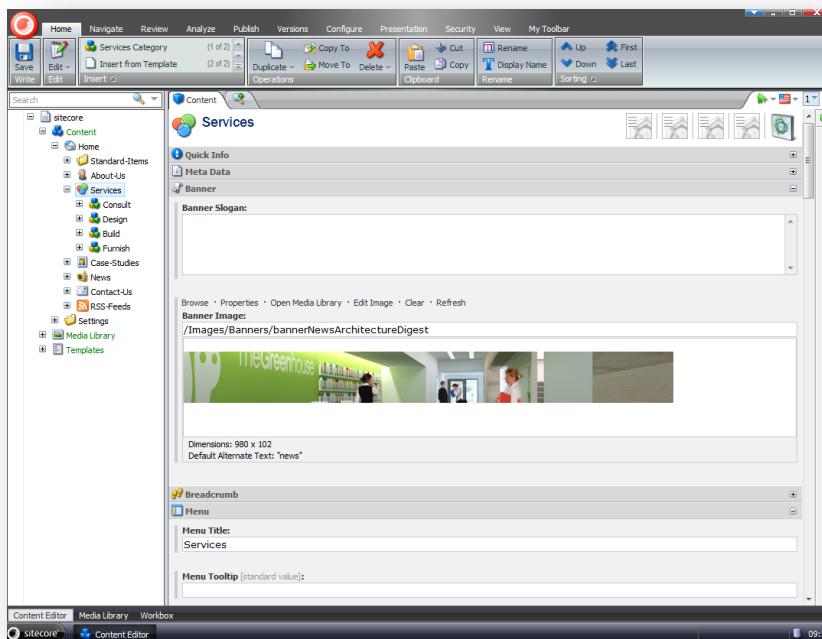 Home Navigate Review Analyze Publish Versions Configure Presentation Security View My Toolbar
Save
Write
Edit
Edit
Services Category (1 of 2)
Insert from Template (2 of 2)
Insert
Duplicate
Copy To
Move To
Delete
Operations
Paste
Cut
Copy
Clipboard
Rename
Display Name
Rename
Up
Down
First
Last
Sorting
Search
sitecore
Content
Home
Standard-Items
About-Us
Services
Consult
Design
Build
Furnish
Case-Studies
News
Contact-Us
RSS-Feeds
Settings
Media Library
Templates
Content
1
Services
Quick Info
Meta Data
Banner
Banner Slogan:
Browse · Properties · Open Media Library · Edit Image · Clear · Refresh
Banner Image:
/Images/Banners/bannerNewsArchitectureDigest
TheGreenhouse
Dimensions: 980 x 102
Default Alternate Text: "news"
Breadcrumb
Menu
Menu Title:
Services
Menu Tooltip [standard value]:
Content Editor Media Library Workbox
sitecore Content Editor 09: